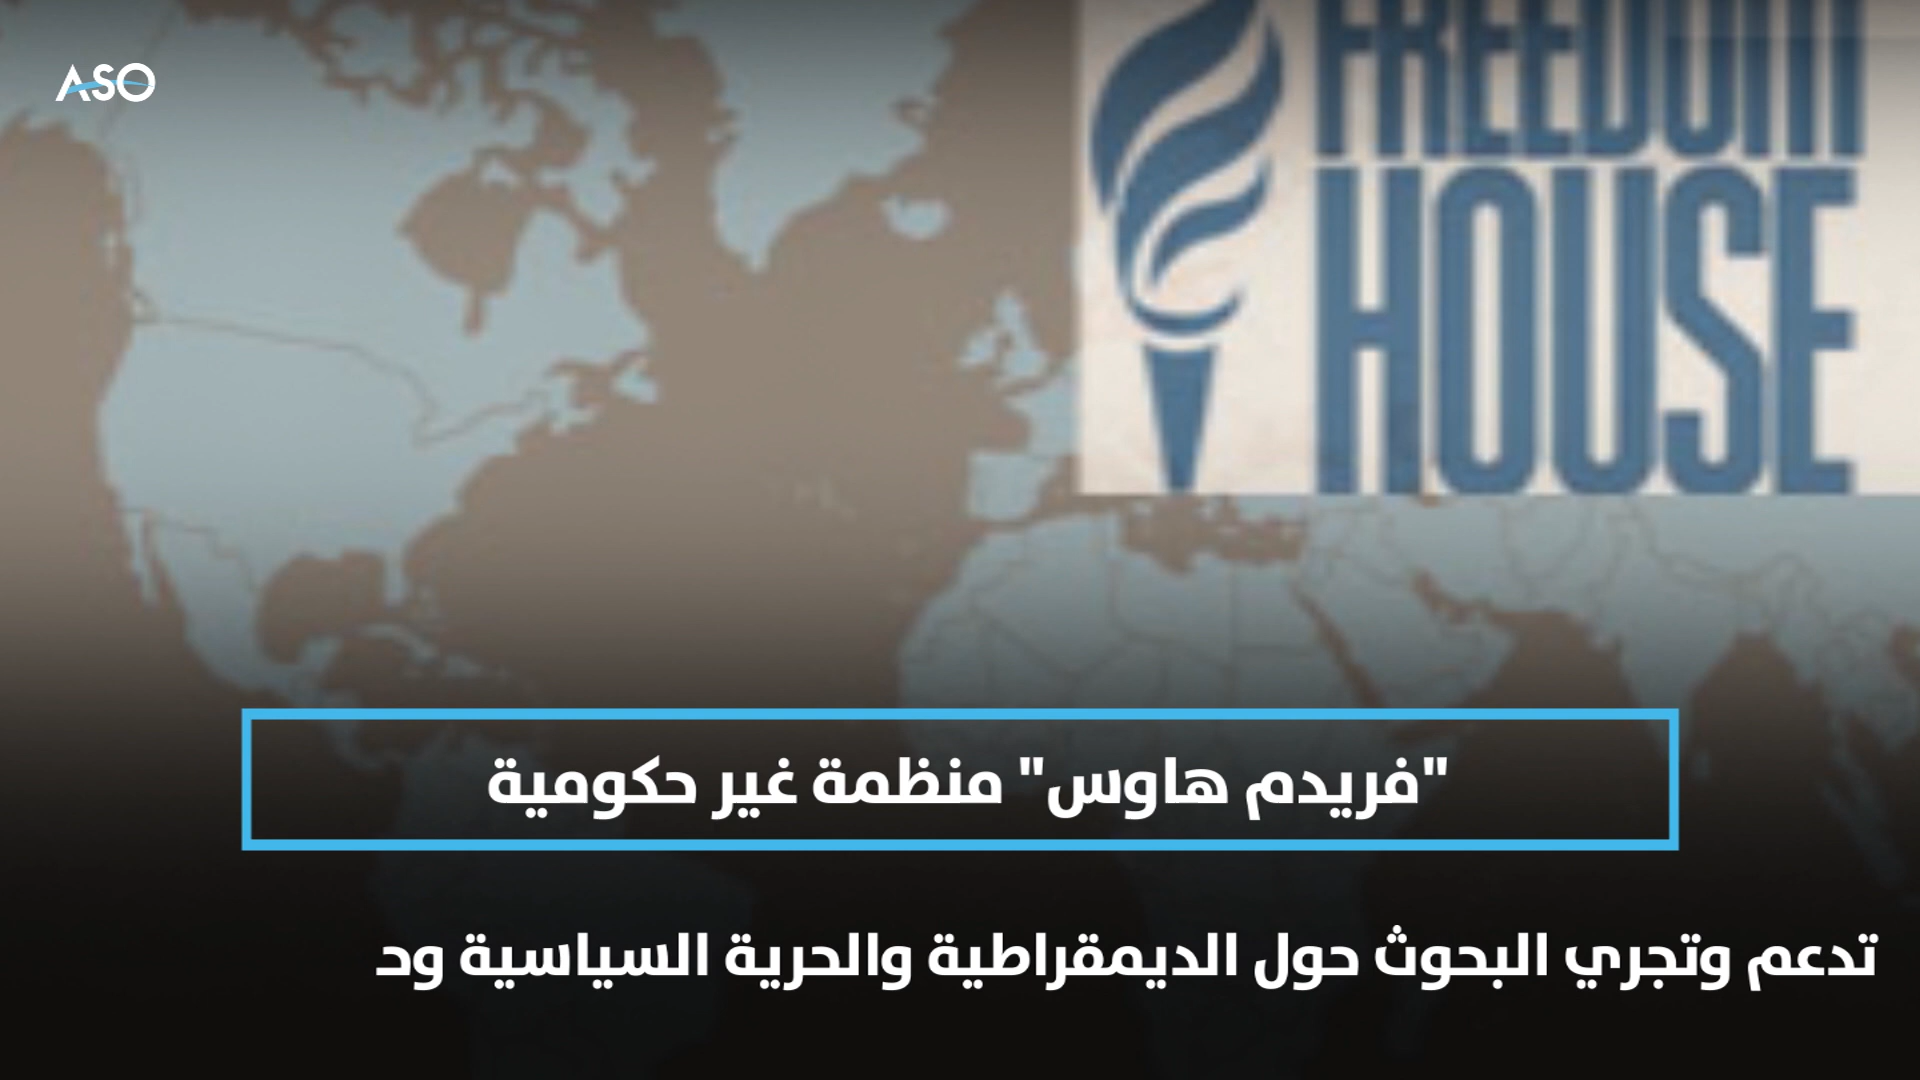 ASO
FREEDOM
HOUSE
"فريدم هاوس" منظمة غير حكومية
تدعم وتجري البحوث حول الديمقراطية والحرية السياسية ود